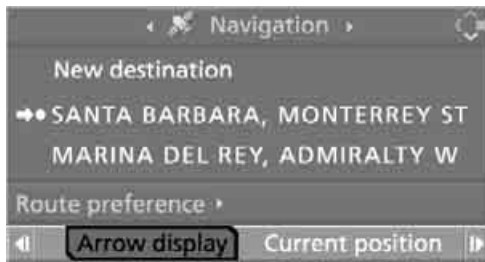 Navigation
New destination
SANTA BARBARA, MONTERREY ST
MARINA DEL REY, ADMIRALTY W
Route preference
Arrow display Current position